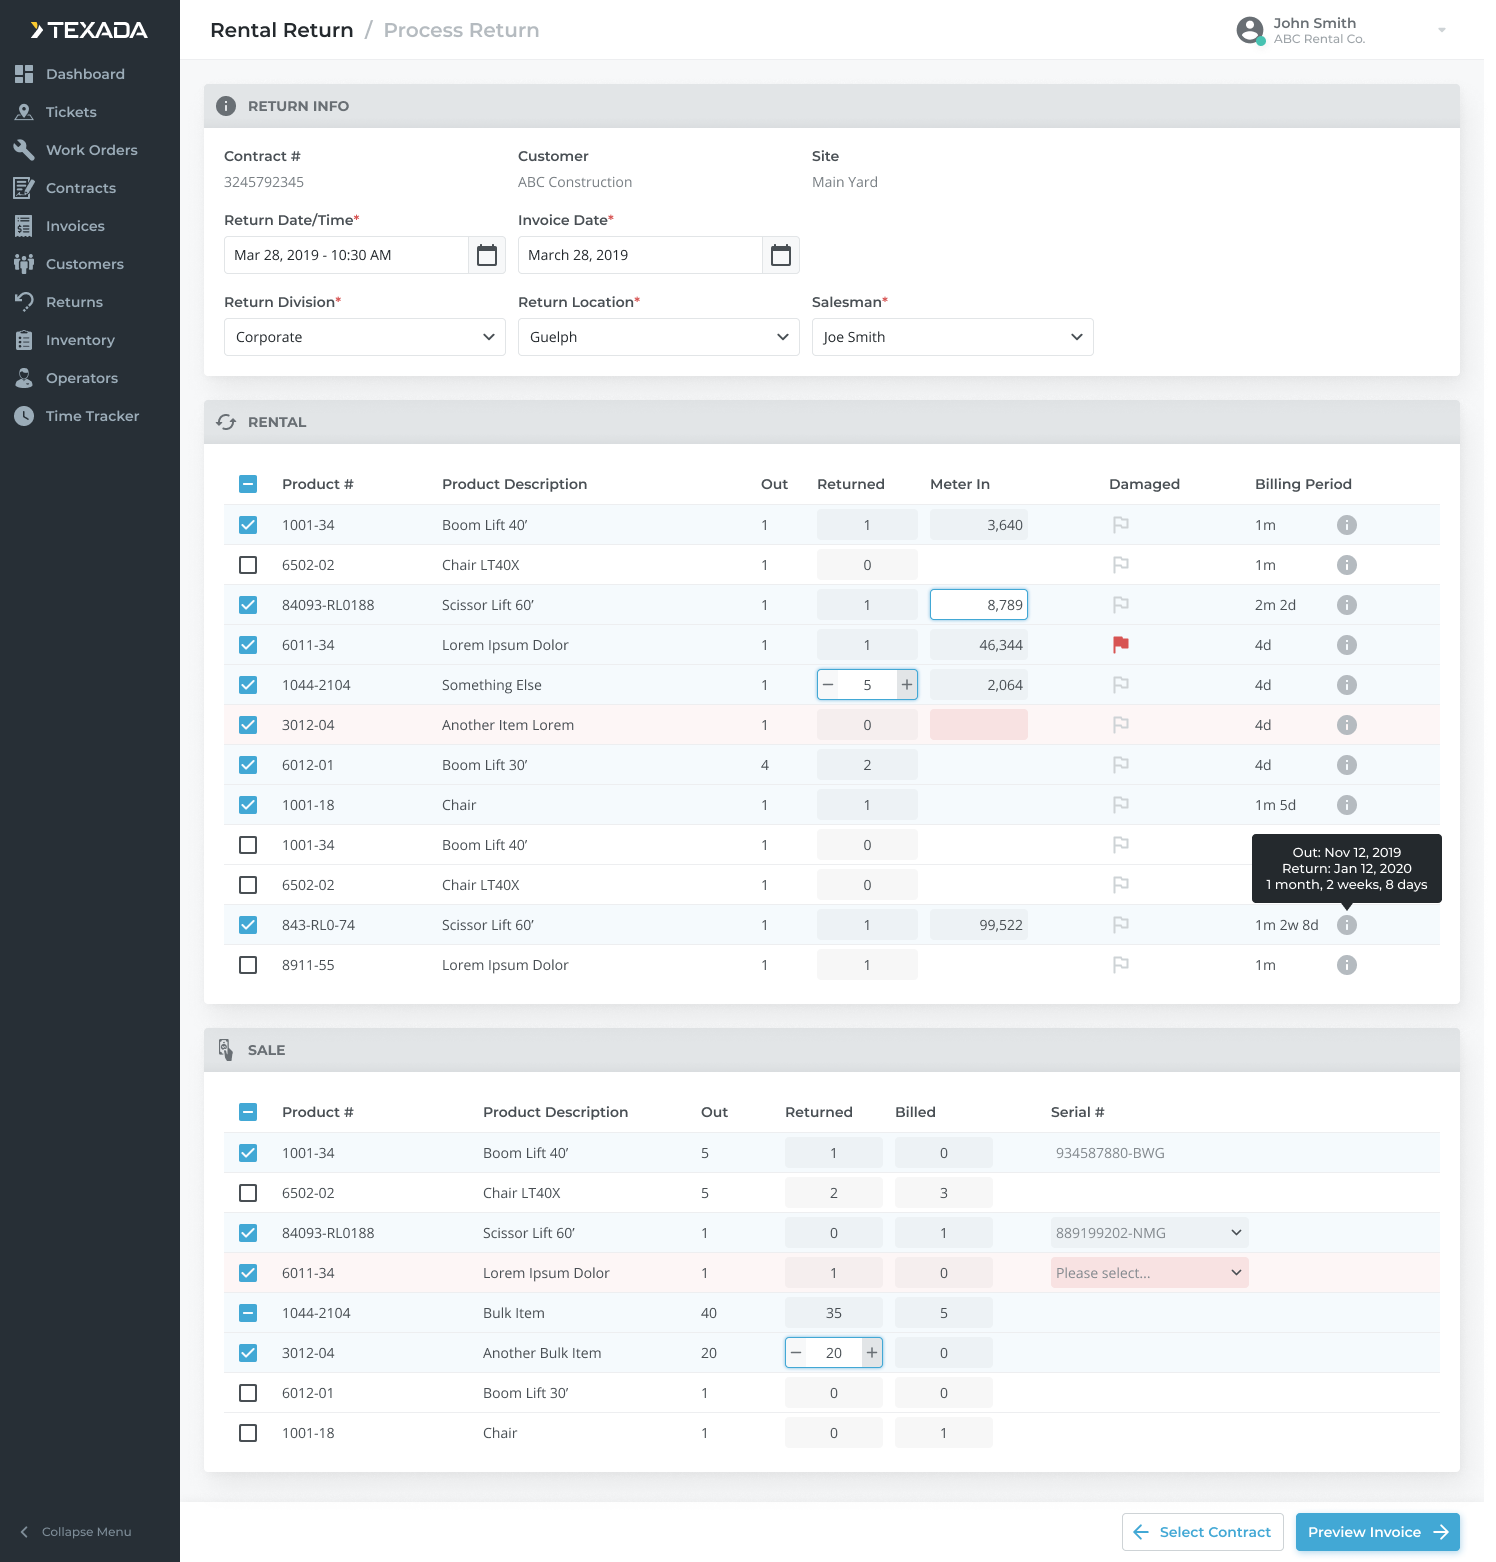 TEXADA
Dashboard
Tickets
Work Orders
Contracts
Invoices
Customers
Returns
Inventory
Operators
Time Tracker
Collapse Menu
Rental Return / Process Return
John Smith
ABC Rental Co.
RETURN INFO
Contract # Customer Site
3245792345 ABC Construction Main Yard
Return Date/Time* Invoice Date*
Mar 28, 2019 - 10:30 AM March 28, 2019
Return Division* Return Location* Salesman*
Corporate Guelph Joe Smith
RENTAL
Product # Product Description Out Returned Meter In Damaged Billing Period
1001-34 Boom Lift 40’ 1 1 3,640 1m
6502-02 Chair LT40X 1 0 1m
84093-RL0188 Scissor Lift 60’ 1 1 8,789 2m 2d
6011-34 Lorem Ipsum Dolor 1 1 46,344 4d
1044-2104 Something Else 1 − 5 + 2,064 4d
3012-04 Another Item Lorem 1 0 4d
6012-01 Boom Lift 30’ 4 2 4d
1001-18 Chair 1 1 1m 5d
1001-34 Boom Lift 40’ 1 0
6502-02 Chair LT40X 1 0
Out: Nov 12, 2019
Return: Jan 12, 2020
1 month, 2 weeks, 8 days
843-RL0-74 Scissor Lift 60’ 1 1 99,522 1m 2w 8d
8911-55 Lorem Ipsum Dolor 1 1 1m
SALE
Product # Product Description Out Returned Billed Serial #
1001-34 Boom Lift 40’ 5 1 0 934587880-BWG
6502-02 Chair LT40X 5 2 3
84093-RL0188 Scissor Lift 60’ 1 0 1 889199202-NMG
6011-34 Lorem Ipsum Dolor 1 1 0 Please select...
1044-2104 Bulk Item 40 35 5
3012-04 Another Bulk Item 20 − 20 + 0
6012-01 Boom Lift 30’ 1 0 0
1001-18 Chair 1 0 1
Select Contract Preview Invoice